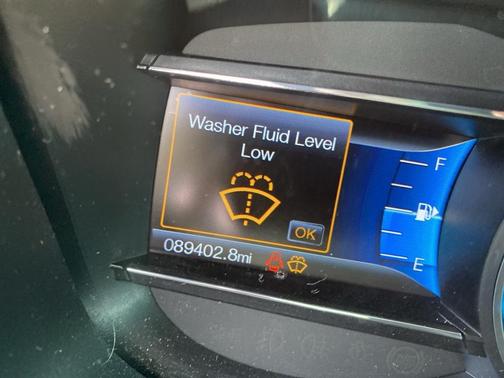 Washer Fluid Level
Low
OK
089402.8mi
F
E